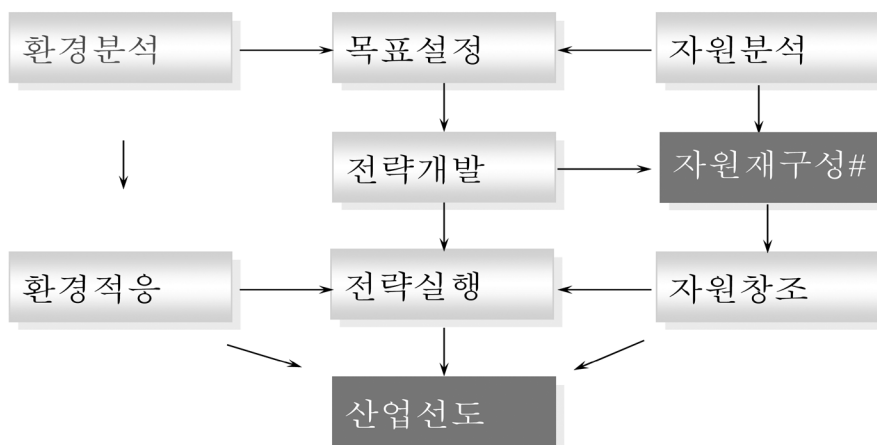 환경분석
목표설정
자원분석
전략개발
자원재구성#
환경적응
전략실행
자원창조
산업선도